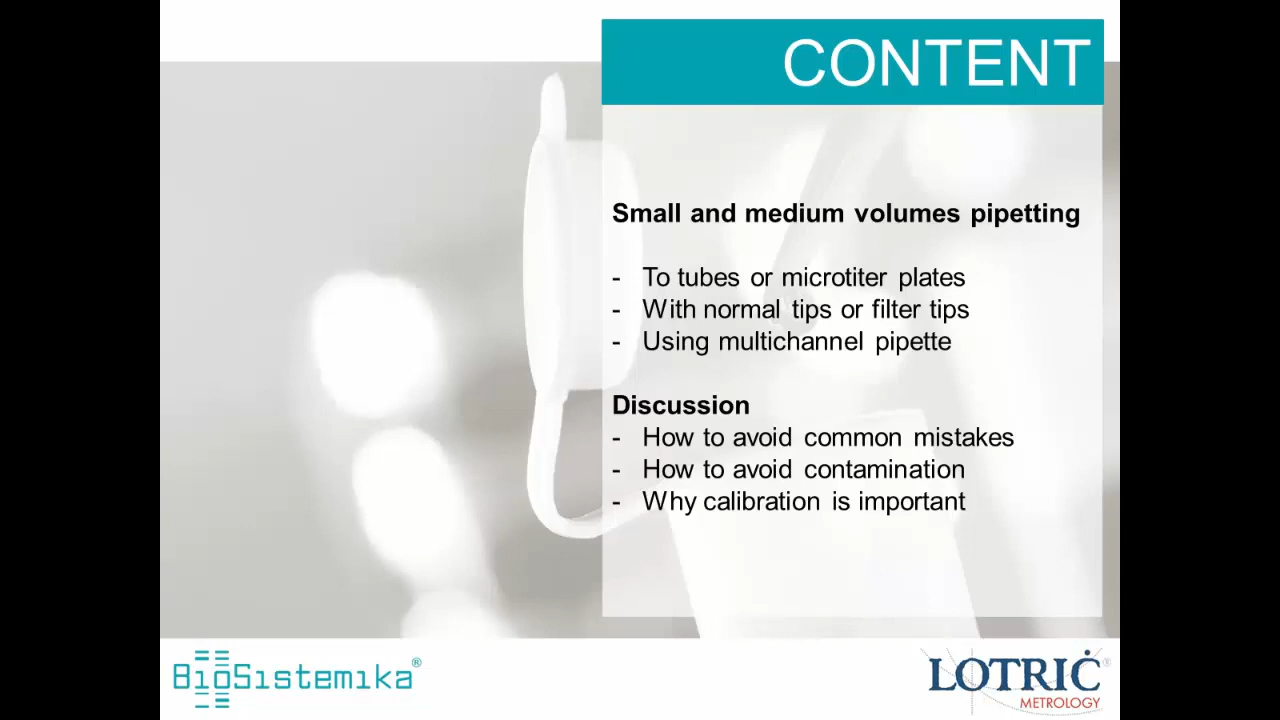 CONTENT
Small and medium volumes pipetting
- To tubes or microtiter plates
- With normal tips or filter tips
- Using multichannel pipette
Discussion
- How to avoid common mistakes
- How to avoid contamination
- Why calibration is important
BioSistemika®
LOTRIČ®
METROLOGY